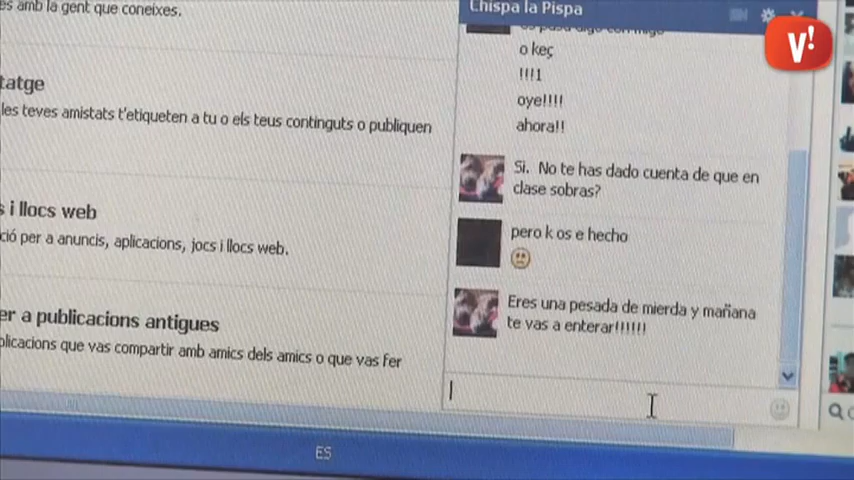 es amb la gent que coneixes.
tatge
les teves amistats t'etiqueten a tu o els teus continguts o publiquen
s i llocs web
ció per a anuncis, aplicacions, jocs i llocs web.
er a publicacions antigues
plicacions que vas compartir amb amics dels amics o que vas fer
Chispa la Pispa
o keç
!!!1
oye!!!!
ahora!!
Si. No te has dado cuenta de que en
clase sobras?
pero k os e hecho
Eres una pesada de mierda y mañana
te vas a enterar!!!!!!
ES
V!